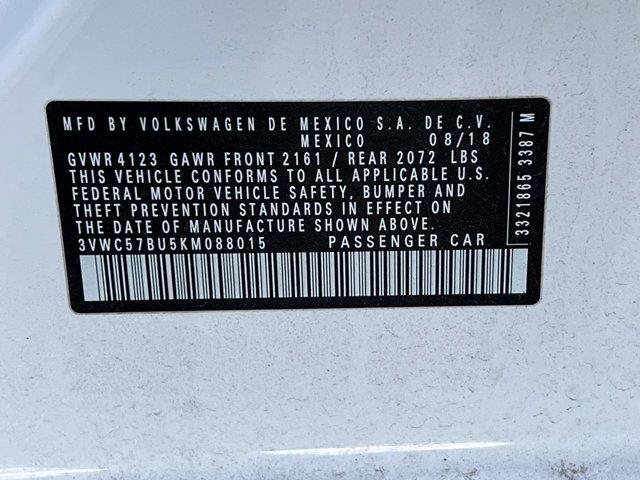 MFD BY VOLKSWAGEN DE MEXICO S.A. DE C.V.
MEXICO 08/18
GVWR 4123 GAWR FRONT 2161 / REAR 2072 LBS
THIS VEHICLE CONFORMS TO ALL APPLICABLE U.S.
FEDERAL MOTOR VEHICLE SAFETY, BUMPER AND
THEFT PREVENTION STANDARDS IN EFFECT ON
THE DATE OF MANUFACTURE SHOWN ABOVE.
3VWC57BU5KM088015 PASSENGER CAR
3321865 3387 M